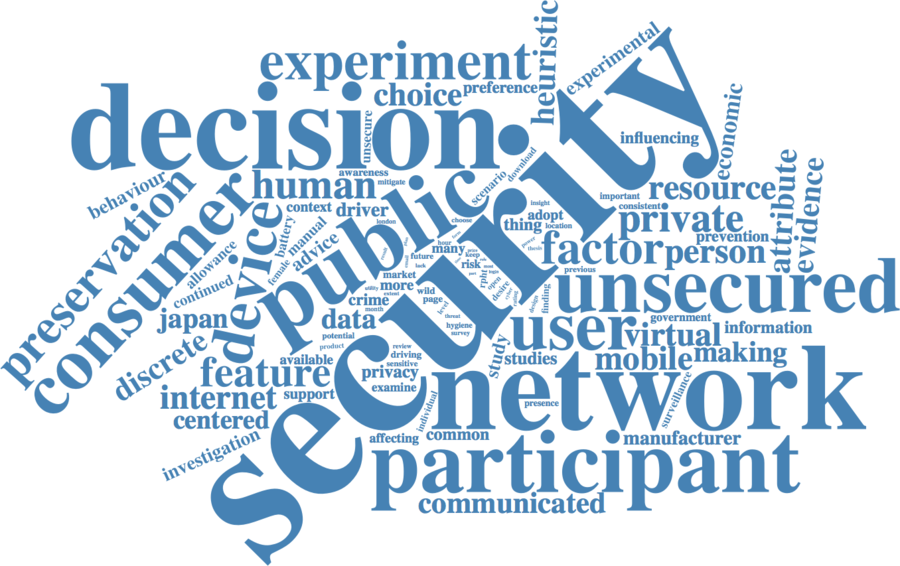 heuristic
experimental
experiment
preference
choice
decision
security
economic
unsecure
influencing
awareness
mitigate
scenario
download
behaviour
human
public
preservation
consumer
context
driver
london
choose
insight
important
consistent
resource
attribute
evidence
private
prevention
adopt
location
thing
factor
person
previous
device
battery
manual
advice
female
allowance
continued
hour
many
keep
risk
future
market
more
wild
page
crime
month
rpht
open
desire
finding
design
power
thesis
unsecured
user
government
virtual
information
japan
data
potential
product
level
threat
hygiene
survey
study
studies
mobile
making
discrete
feature
available
review
driving
sensitive
privacy
examine
support
internet
centered
individual
network
presence
surveillance
investigation
affecting
common
manufacturer
participant
communicated